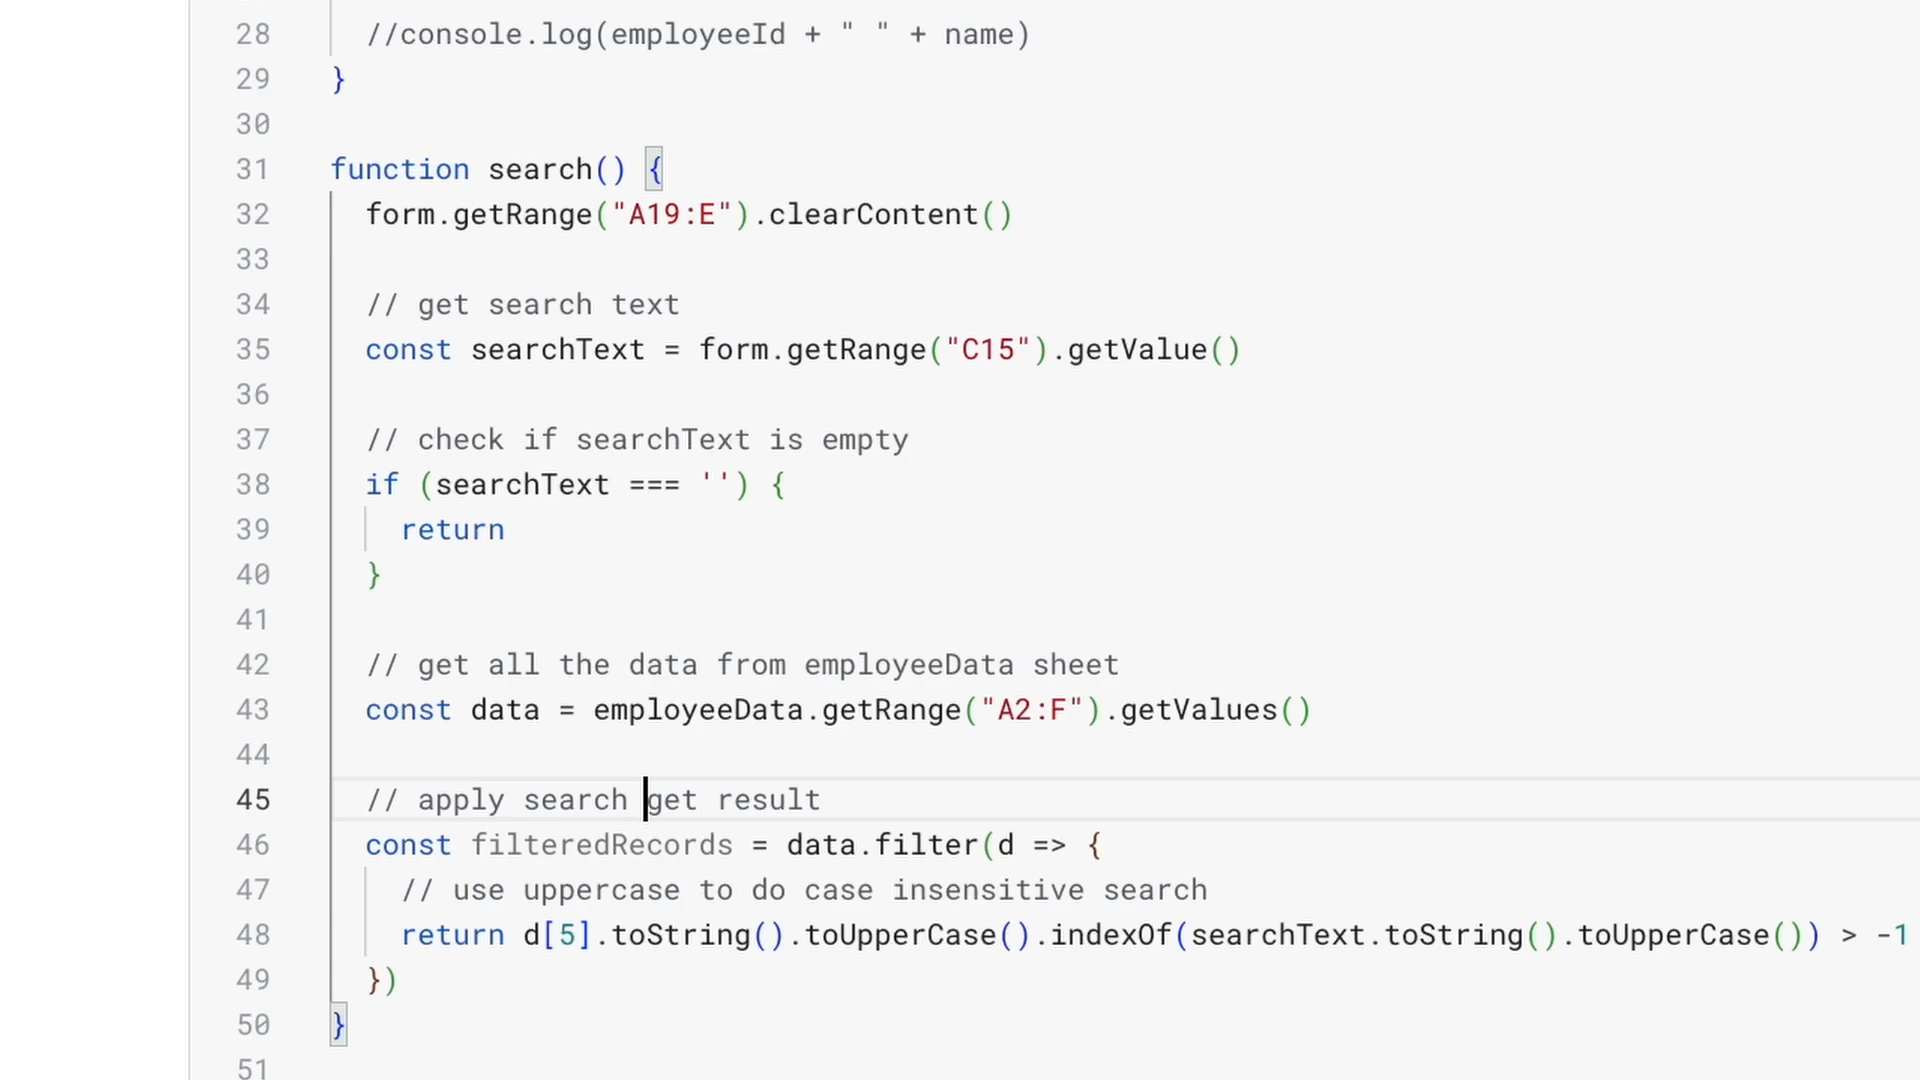 28 //console.log(employeeId + " " + name)
29 }
30
31 function search() {
32 form.getRange("A19:E").clearContent()
33
34 // get search text
35 const searchText = form.getRange("C15").getValue()
36
37 // check if searchText is empty
38 if (searchText === '') {
39 return
40 }
41
42 // get all the data from employeeData sheet
43 const data = employeeData.getRange("A2:F").getValues()
44
45 // apply search get result
46 const filteredRecords = data.filter(d => {
47 // use uppercase to do case insensitive search
48 return d[5].toString().toUpperCase().indexOf(searchText.toString().toUpperCase()) > -1
49 })
50 }
51